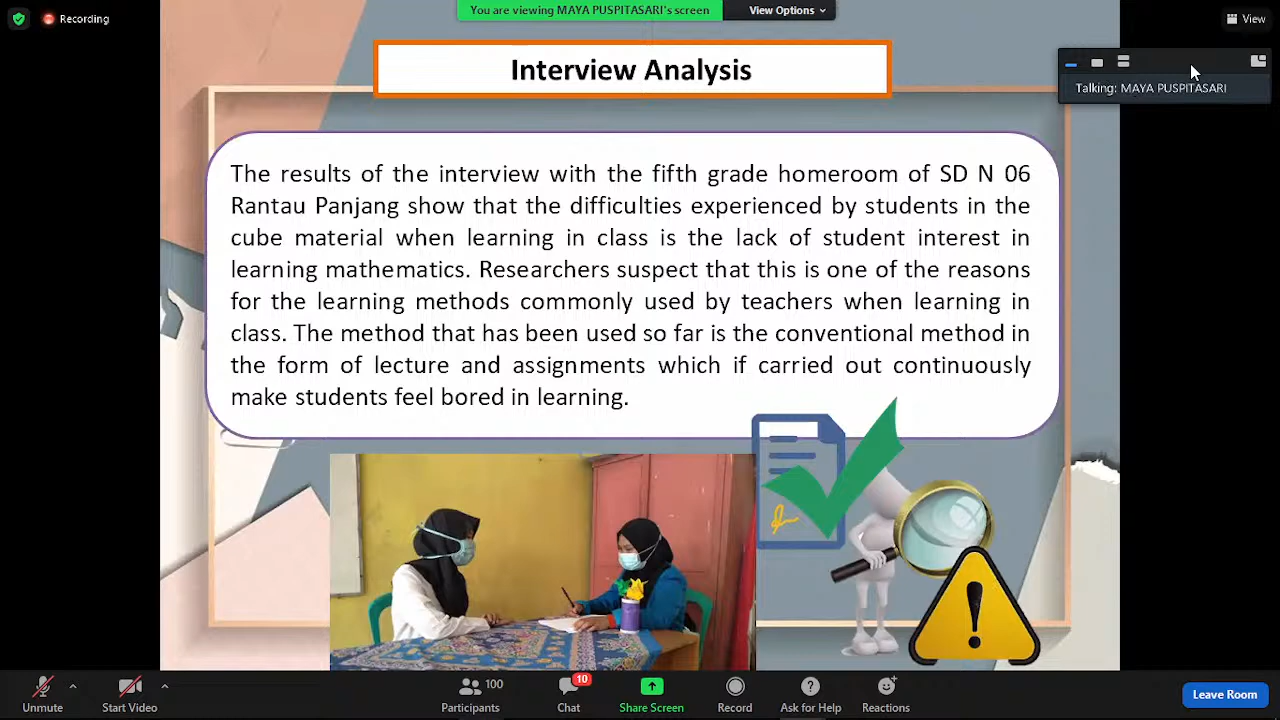 Recording
You are viewing MAYA PUSPITASARI's screen
View Options
View
Talking: MAYA PUSPITASARI
Interview Analysis
The results of the interview with the fifth grade homeroom of SD N 06
Rantau Panjang show that the difficulties experienced by students in the
cube material when learning in class is the lack of student interest in
learning mathematics. Researchers suspect that this is one of the reasons
for the learning methods commonly used by teachers when learning in
class. The method that has been used so far is the conventional method in
the form of lecture and assignments which if carried out continuously
make students feel bored in learning.
Unmute
Start Video
100
Participants
10
Chat
Share Screen
Record
Ask for Help
Reactions
Leave Room